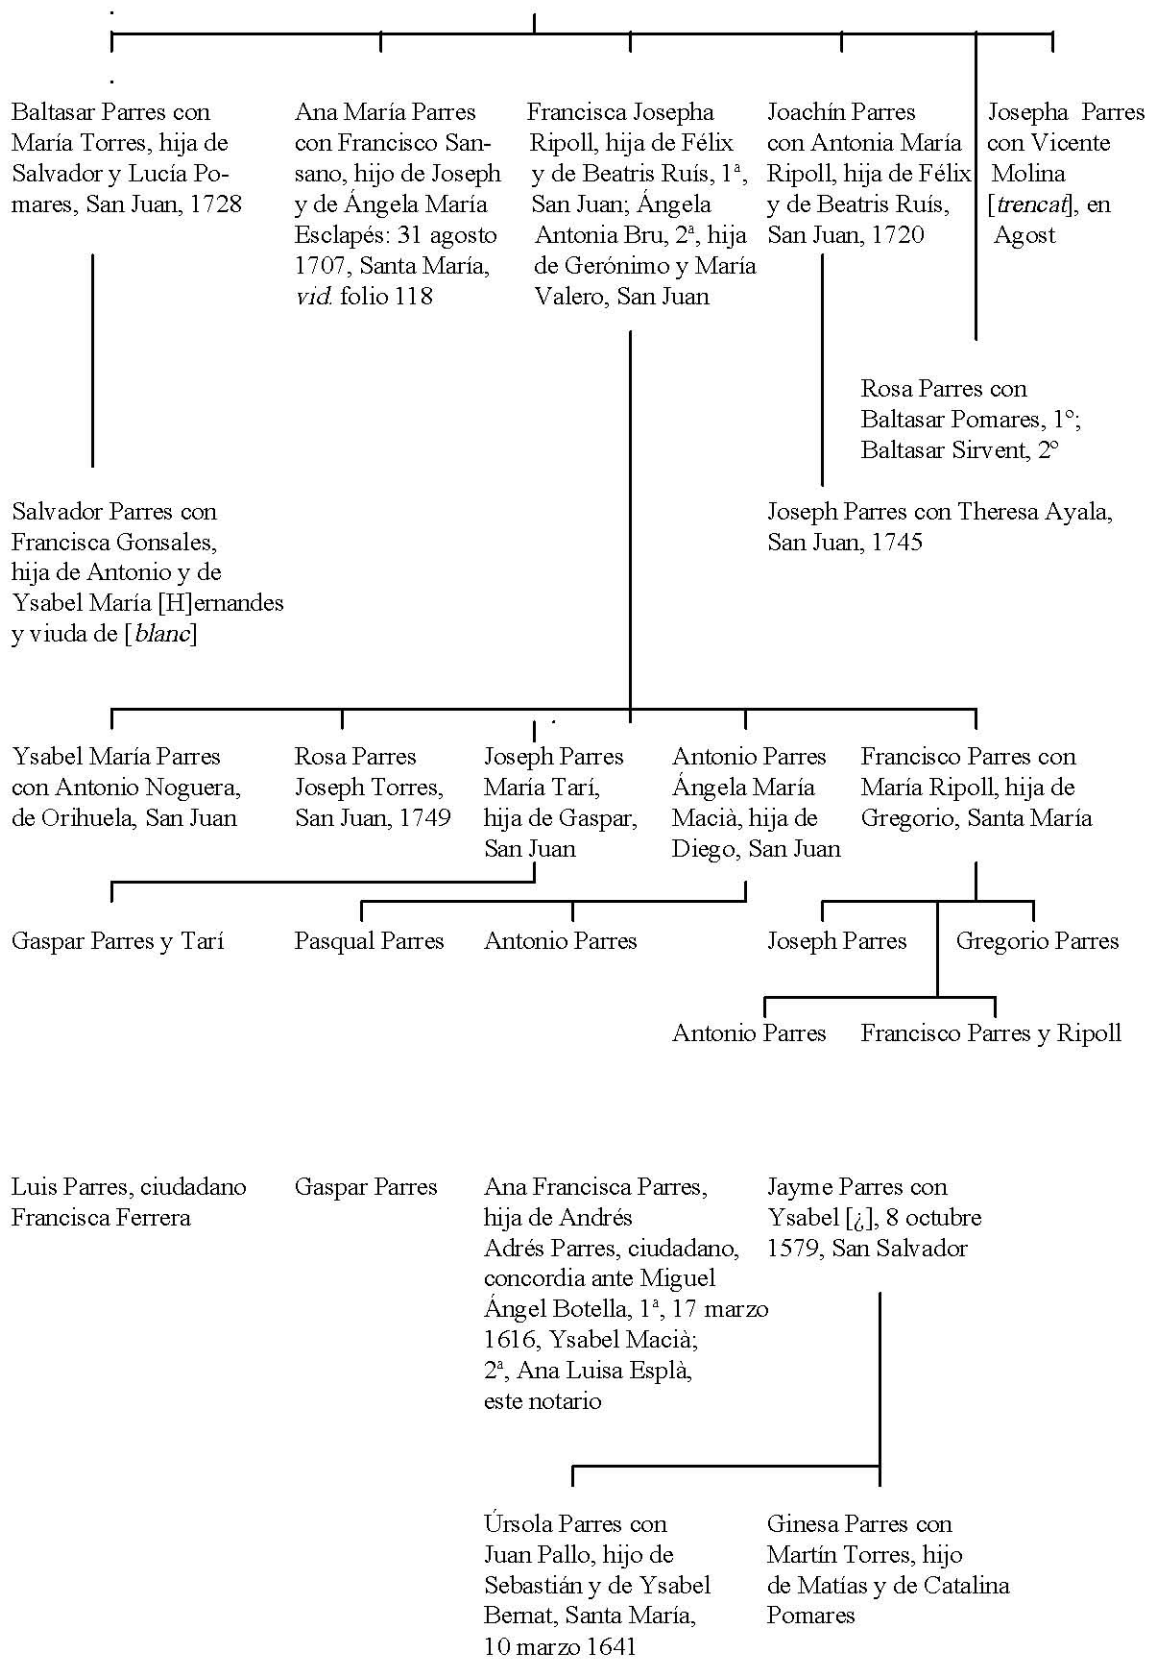 Baltasar Parres con
María Torres, hija de
Salvador y Lucía Po-
mares, San Juan, 1728
Ana María Parres
con Francisco San-
sano, hijo de Joseph
y de Ángela María
Esclapés: 31 agosto
1707, Santa María,
vid. folio 118
Francisca Josepha
Ripoll, hija de Félix
y de Beatris Ruís, 1ª,
San Juan; Ángela
Antonia Bru, 2ª, hija
de Gerónimo y María
Valero, San Juan
Joachín Parres
con Antonia María
Ripoll, hija de Félix
y de Beatris Ruís,
San Juan, 1720
Josepha Parres
con Vicente
Molina
[trencat], en
Agost
Rosa Parres con
Baltasar Pomares, 1º;
Baltasar Sirvent, 2º
Salvador Parres con
Francisca Gonsales,
hija de Antonio y de
Ysabel María [H]ernandes
y viuda de [blanc]
Joseph Parres con Theresa Ayala,
San Juan, 1745
Ysabel María Parres
con Antonio Noguera,
de Orihuela, San Juan
Rosa Parres
Joseph Torres,
San Juan, 1749
Joseph Parres
María Tarí,
hija de Gaspar,
San Juan
Antonio Parres
Ángela María
Macià, hija de
Diego, San Juan
Francisco Parres con
María Ripoll, hija de
Gregorio, Santa María
Gaspar Parres y Tarí
Pasqual Parres
Antonio Parres
Joseph Parres
Gregorio Parres
Antonio Parres
Francisco Parres y Ripoll
Luis Parres, ciudadano
Francisca Ferrera
Gaspar Parres
Ana Francisca Parres,
hija de Andrés
Adrés Parres, ciudadano,
concordia ante Miguel
Ángel Botella, 1ª, 17 marzo
1616, Ysabel Macià;
2ª, Ana Luisa Esplà,
este notario
Jayme Parres con
Ysabel [¿], 8 octubre
1579, San Salvador
Úrsola Parres con
Juan Pallo, hijo de
Sebastián y de Ysabel
Bernat, Santa María,
10 marzo 1641
Ginesa Parres con
Martín Torres, hijo
de Matías y de Catalina
Pomares